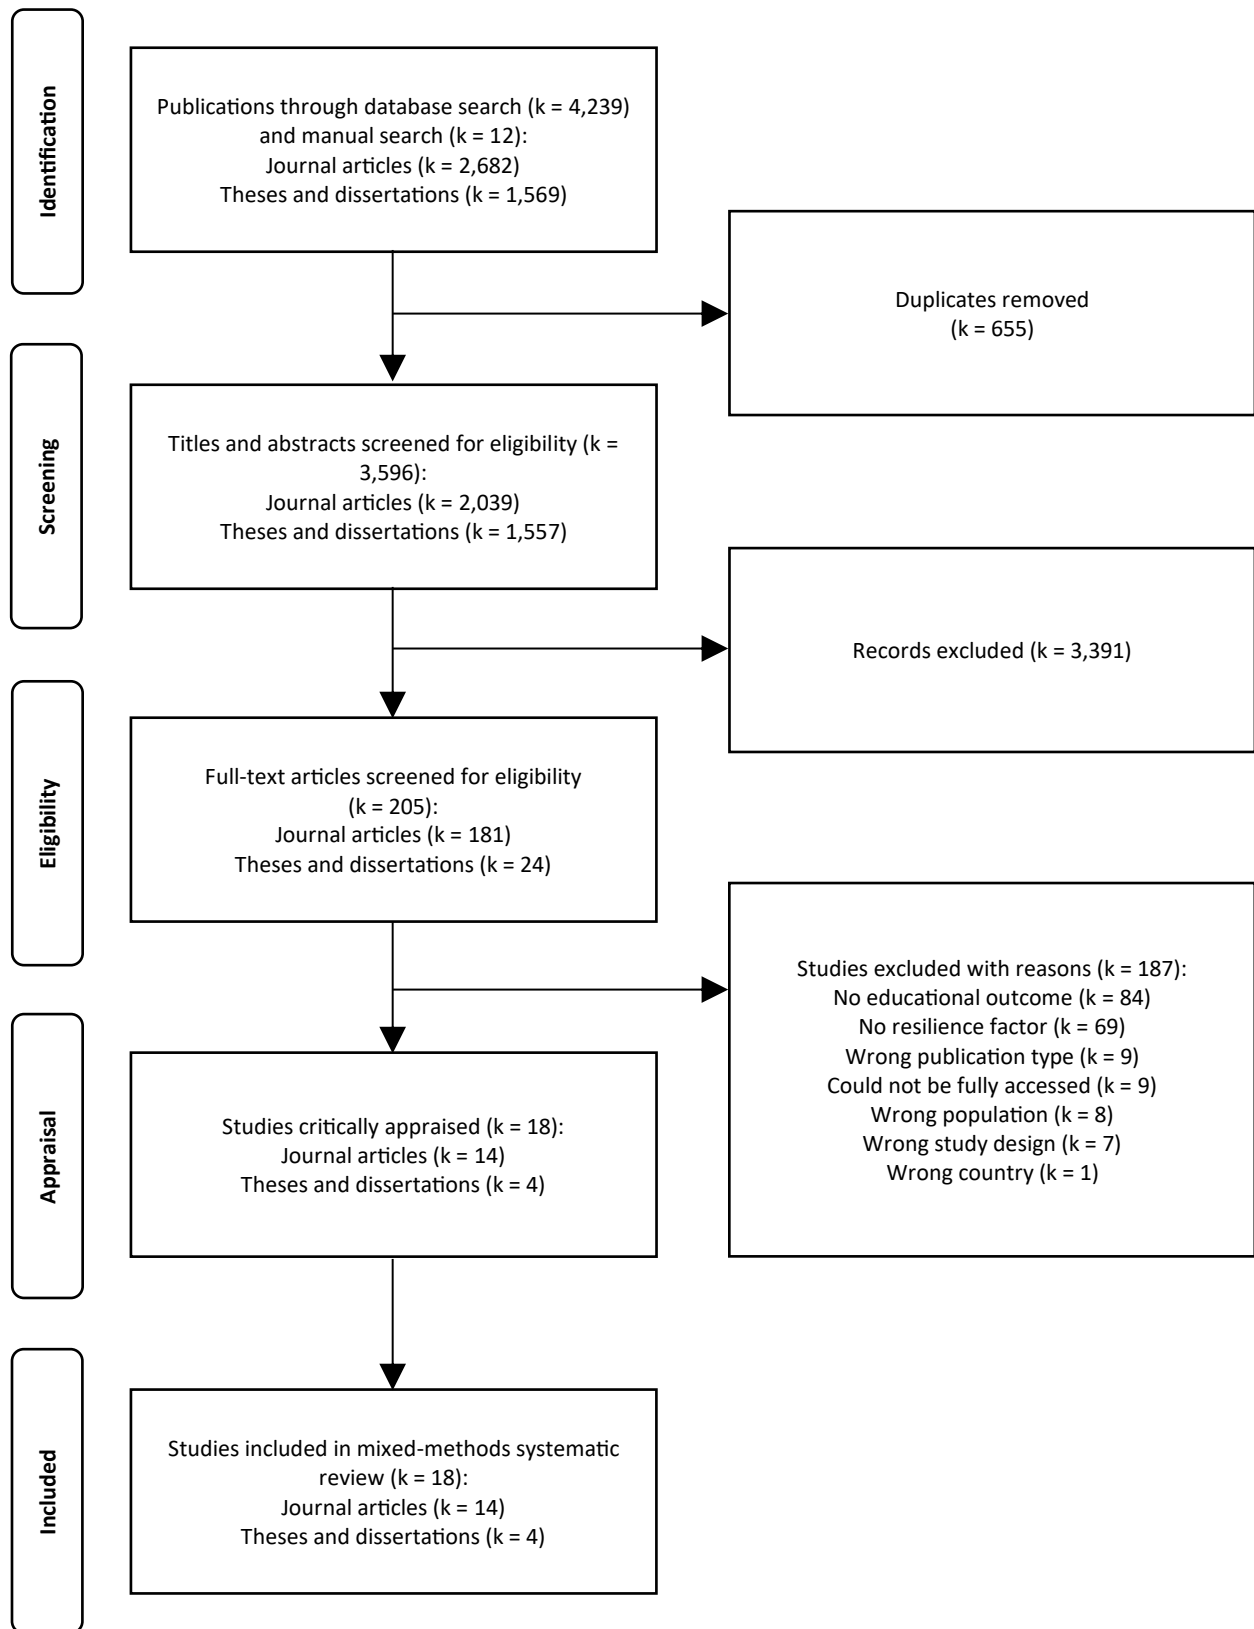 Identification
Publications through database search (k = 4,239)
and manual search (k = 12):
Journal articles (k = 2,682)
Theses and dissertations (k = 1,569)
Duplicates removed
(k = 655)
Screening
Titles and abstracts screened for eligibility (k =
3,596):
Journal articles (k = 2,039)
Theses and dissertations (k = 1,557)
Records excluded (k = 3,391)
Eligibility
Full-text articles screened for eligibility
(k = 205):
Journal articles (k = 181)
Theses and dissertations (k = 24)
Studies excluded with reasons (k = 187):
No educational outcome (k = 84)
No resilience factor (k = 69)
Wrong publication type (k = 9)
Could not be fully accessed (k = 9)
Wrong population (k = 8)
Wrong study design (k = 7)
Wrong country (k = 1)
Appraisal
Studies critically appraised (k = 18):
Journal articles (k = 14)
Theses and dissertations (k = 4)
Included
Studies included in mixed-methods systematic
review (k = 18):
Journal articles (k = 14)
Theses and dissertations (k = 4)